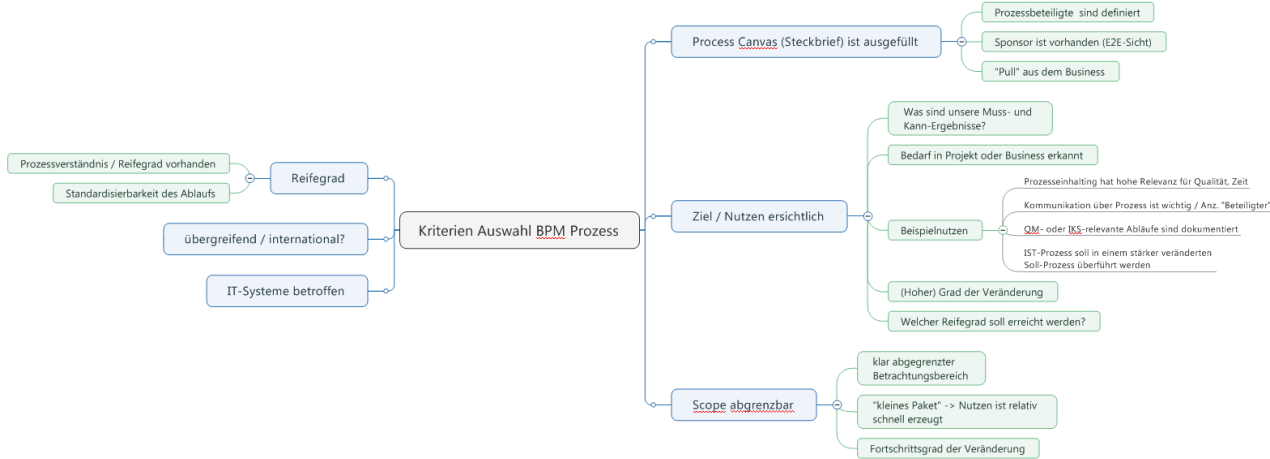 Kriterien Auswahl BPM Prozess
Process Canvas (Steckbrief) ist ausgefüllt
Prozessbeteiligte sind definiert
Sponsor ist vorhanden (E2E-Sicht)
"Pull" aus dem Business
Ziel / Nutzen ersichtlich
Was sind unsere Muss- und
Kann-Ergebnisse?
Bedarf in Projekt oder Business erkannt
Beispielnutzen
Prozesseinhaltung hat hohe Relevanz für Qualität, Zeit
Kommunikation über Prozess ist wichtig / Anz. "Beteiligter"
QM- oder IKS-relevante Abläufe sind dokumentiert
IST-Prozess soll in einem stärker veränderten
Soll-Prozess überführt werden
(Hoher) Grad der Veränderung
Welcher Reifegrad soll erreicht werden?
Scope abgrenzbar
klar abgegrenzter
Betrachtungsbereich
"kleines Paket" -> Nutzen ist relativ
schnell erzeugt
Fortschrittsgrad der Veränderung
Reifegrad
Prozessverständnis / Reifegrad vorhanden
Standardisierbarkeit des Ablaufs
übergreifend / international?
IT-Systeme betroffen